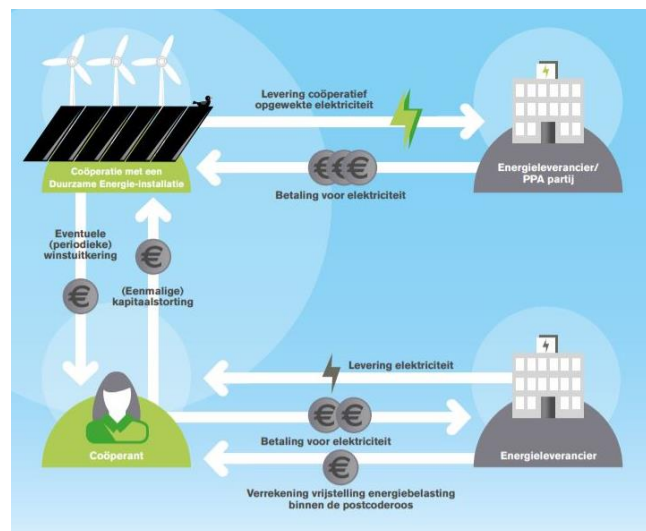 Levering coöperatief
opgewekte elektriciteit
Coöperatie met een
Duurzame Energie-installatie
Energieleverancier/
PPA partij
€€€
Betaling voor elektriciteit
Eventuele
(periodieke)
winstuitkering
€
€
(Eenmalige)
kapitaalstorting
Levering elektriciteit
€€
Betaling voor elektriciteit
Coöperant
Energieleverancier
€
Verrekening vrijstelling energiebelasting
binnen de postcoderoos